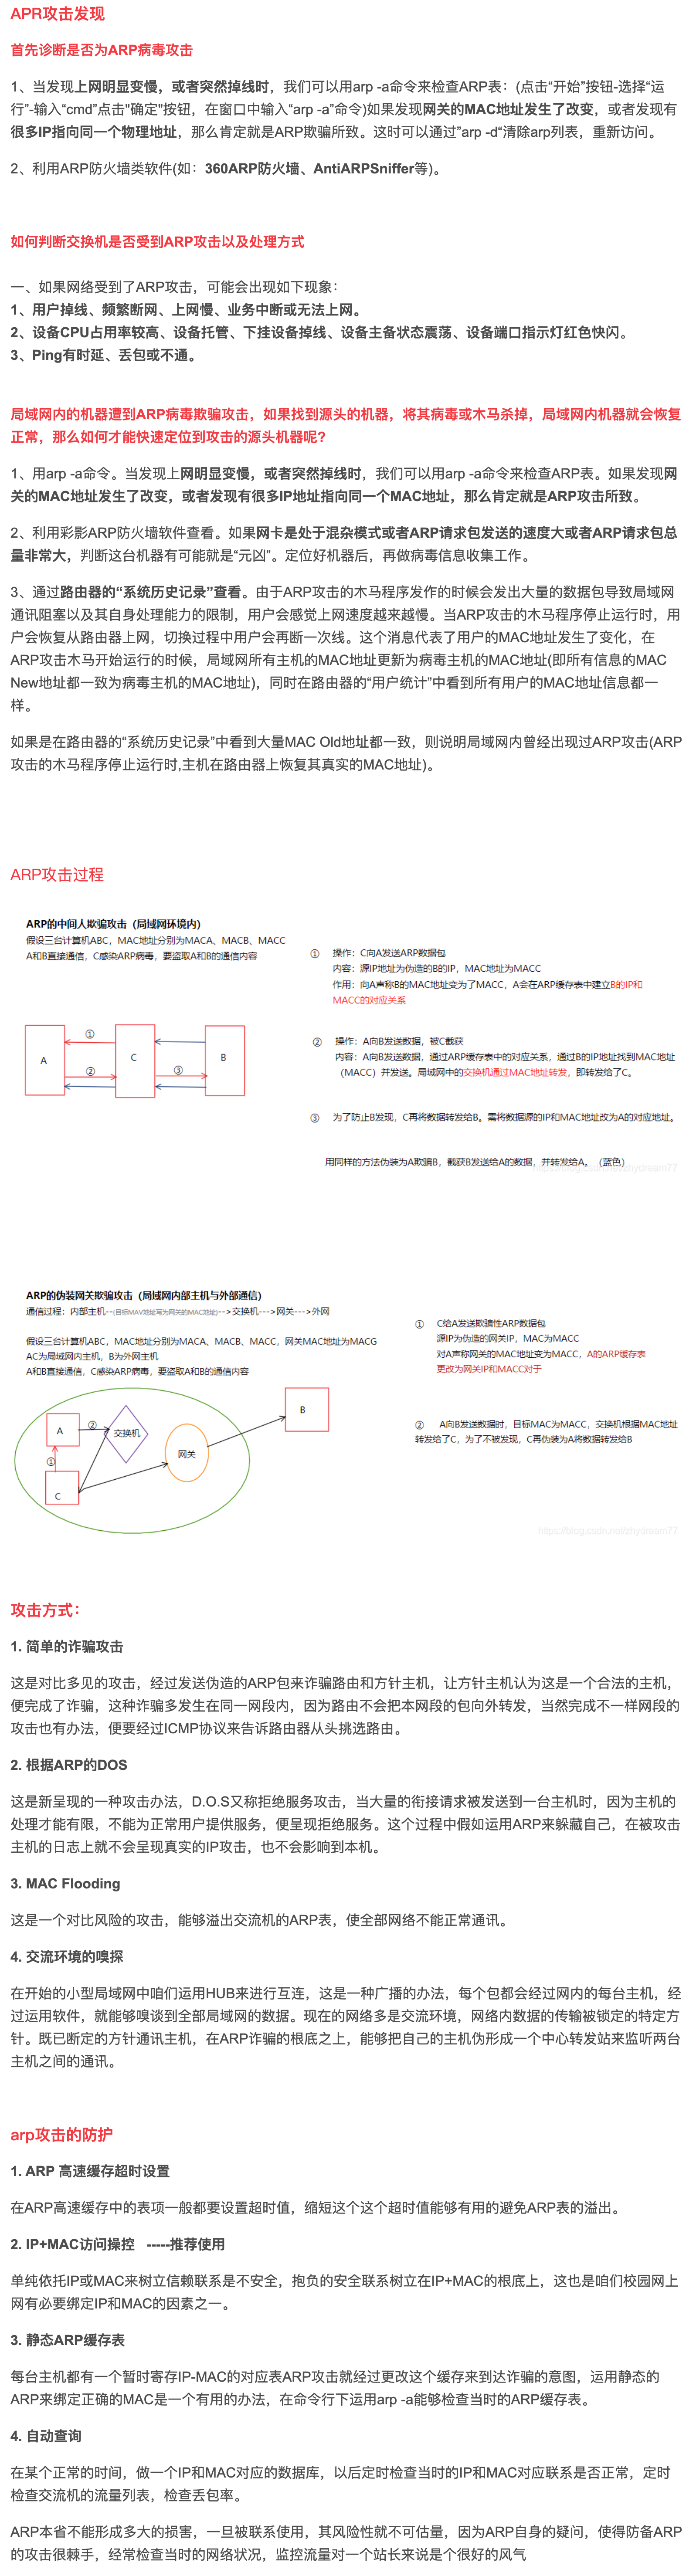 APR攻击发现
首先诊断是否为ARP病毒攻击
1、当发现上网明显变慢，或者突然掉线时，我们可以用arp -a命令来检查ARP表：(点击“开始”按钮-选择“运
行”-输入“cmd”点击"确定"按钮，在窗口中输入“arp -a”命令)如果发现网关的MAC地址发生了改变，或者发现有
很多IP指向同一个物理地址，那么肯定就是ARP欺骗所致。这时可以通过”arp -d“清除arp列表，重新访问。
2、利用ARP防火墙类软件(如：360ARP防火墙、AntiARPSniffer等)。
如何判断交换机是否受到ARP攻击以及处理方式
一、如果网络受到了ARP攻击，可能会出现如下现象：
1、用户掉线、频繁断网、上网慢、业务中断或无法上网。
2、设备CPU占用率较高、设备托管、下挂设备掉线、设备主备状态震荡、设备端口指示灯红色快闪。
3、Ping有时延、丢包或不通。
局域网内的机器遭到ARP病毒欺骗攻击，如果找到源头的机器，将其病毒或木马杀掉，局域网内机器就会恢复
正常，那么如何才能快速定位到攻击的源头机器呢?
1、用arp -a命令。当发现上网明显变慢，或者突然掉线时，我们可以用arp -a命令来检查ARP表。如果发现网
关的MAC地址发生了改变，或者发现有很多IP地址指向同一个MAC地址，那么肯定就是ARP攻击所致。
2、利用彩影ARP防火墙软件查看。如果网卡是处于混杂模式或者ARP请求包发送的速度大或者ARP请求包总
量非常大，判断这台机器有可能就是“元凶”。定位好机器后，再做病毒信息收集工作。
3、通过路由器的“系统历史记录”查看。由于ARP攻击的木马程序发作的时候会发出大量的数据包导致局域网
通讯阻塞以及其自身处理能力的限制，用户会感觉上网速度越来越慢。当ARP攻击的木马程序停止运行时，用
户会恢复从路由器上网，切换过程中用户会再断一次线。这个消息代表了用户的MAC地址发生了变化，在
ARP攻击木马开始运行的时候，局域网所有主机的MAC地址更新为病毒主机的MAC地址(即所有信息的MAC
New地址都一致为病毒主机的MAC地址)，同时在路由器的“用户统计”中看到所有用户的MAC地址信息都一
样。
如果是在路由器的“系统历史记录”中看到大量MAC Old地址都一致，则说明局域网内曾经出现过ARP攻击(ARP
攻击的木马程序停止运行时,主机在路由器上恢复其真实的MAC地址)。
ARP攻击过程
ARP的中间人欺骗攻击（局域网环境内）
假设三台计算机ABC，MAC地址分别为MACA、MACB、MACC
A和B直接通信，C感染ARP病毒，要盗取A和B的通信内容
① 操作：C向A发送ARP数据包
内容：源IP地址为伪造的B的IP，MAC地址为MACC
作用：向A声称B的MAC地址变为了MACC，A会在ARP缓存表中建立B的IP和
MACC的对应关系
② 操作：A向B发送数据，被C截获
内容：A向B发送数据，通过ARP缓存表中的对应关系，通过B的IP地址找到MAC地址
（MACC）并发送。局域网中的交换机通过MAC地址转发，即转发给了C。
③ 为了防止B发现，C再将数据转发给B。需将数据源的IP和MAC地址改为A的对应地址。
用同样的方法伪装为A欺骗B，截获B发送给A的数据，并转发给A。（蓝色）
A
①
②
C
③
B
ARP的伪装网关欺骗攻击（局域网内部主机与外部通信）
通信过程：内部主机--(目标MAV地址写为网关的MAC地址)-->交换机--->网关--->外网
假设三台计算机ABC，MAC地址分别为MACA、MACB、MACC，网关MAC地址为MACG
AC为局域网内主机，B为外网主机
A和B直接通信，C感染ARP病毒，要盗取A和B的通信内容
① C给A发送欺骗性ARP数据包
源IP为伪造的网关IP，MAC为MACC
对A声称网关的MAC地址变为MACC，A的ARP缓存表
更改为网关IP和MACC对于
② A向B发送数据时，目标MAC为MACC，交换机根据MAC地址
转发给了C，为了不被发现，C再伪装为A将数据转发给B
B
A
②
交换机
网关
①
C
攻击方式：
1. 简单的诈骗攻击
这是对比多见的攻击，经过发送伪造的ARP包来诈骗路由和方针主机，让方针主机认为这是一个合法的主机，
便完成了诈骗，这种诈骗多发生在同一网段内，因为路由不会把本网段的包向外转发，当然完成不一样网段的
攻击也有办法，便要经过ICMP协议来告诉路由器从头挑选路由。
2. 根据ARP的DOS
这是新呈现的一种攻击办法，D.O.S又称拒绝服务攻击，当大量的衔接请求被发送到一台主机时，因为主机的
处理才能有限，不能为正常用户提供服务，便呈现拒绝服务。这个过程中假如运用ARP来躲藏自己，在被攻击
主机的日志上就不会呈现真实的IP攻击，也不会影响到本机。
3. MAC Flooding
这是一个对比风险的攻击，能够溢出交流机的ARP表，使全部网络不能正常通讯。
4. 交流环境的嗅探
在开始的小型局域网中咱们运用HUB来进行互连，这是一种广播的办法，每个包都会经过网内的每台主机，经
过运用软件，就能够嗅谈到全部局域网的数据。现在的网络多是交流环境，网络内数据的传输被锁定的特定方
针。既已断定的方针通讯主机，在ARP诈骗的根底之上，能够把自己的主机伪形成一个中心转发站来监听两台
主机之间的通讯。
arp攻击的防护
1. ARP 高速缓存超时设置
在ARP高速缓存中的表项一般都要设置超时值，缩短这个这个超时值能够有用的避免ARP表的溢出。
2. IP+MAC访问操控 -----推荐使用
单纯依托IP或MAC来树立信赖联系是不安全，抱负的安全联系树立在IP+MAC的根底上，这也是咱们校园网上
网有必要绑定IP和MAC的因素之一。
3. 静态ARP缓存表
每台主机都有一个暂时寄存IP-MAC的对应表ARP攻击就经过更改这个缓存来到达诈骗的意图，运用静态的
ARP来绑定正确的MAC是一个有用的办法，在命令行下运用arp -a能够检查当时的ARP缓存表。
4. 自动查询
在某个正常的时间，做一个IP和MAC对应的数据库，以后定时检查当时的IP和MAC对应联系是否正常，定时
检查交流机的流量列表，检查丢包率。
ARP本省不能形成多大的损害，一旦被联系使用，其风险性就不可估量，因为ARP自身的疑问，使得防备ARP
的攻击很棘手，经常检查当时的网络状况，监控流量对一个站长来说是个很好的风气